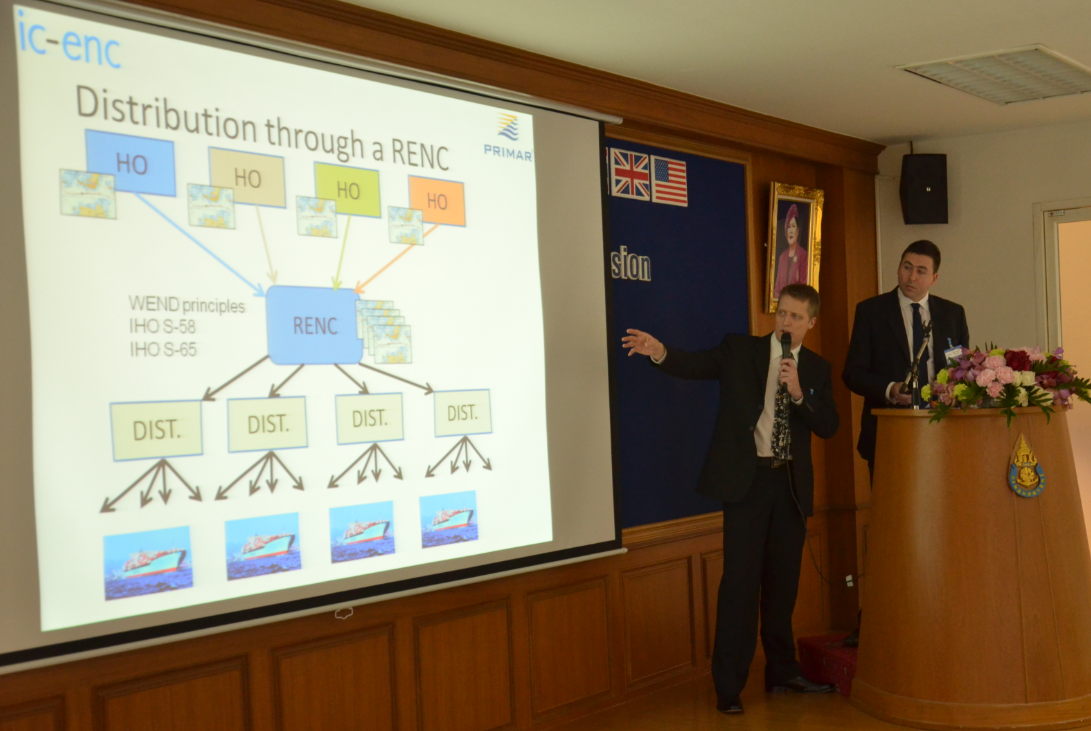 ic-enc
Distribution through a RENC
PRIMAR
HO
HO
HO
HO
WEND principles
IHO S-58
IHO S-65
RENC
DIST.
DIST.
DIST.
DIST.
sion